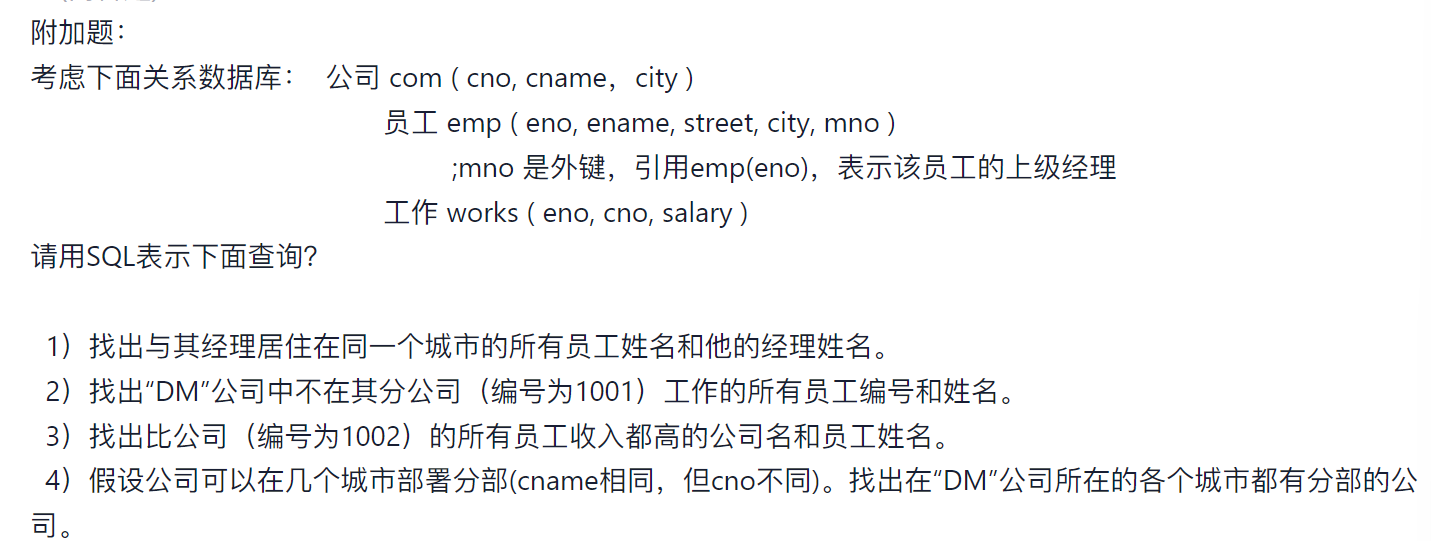 附加题：
考虑下面关系数据库： 公司 com ( cno, cname，city )
员工 emp ( eno, ename, street, city, mno )
;mno 是外键，引用emp(eno)，表示该员工的上级经理
工作 works ( eno, cno, salary )
请用SQL表示下面查询？
1）找出与其经理居住在同一个城市的所有员工姓名和他的经理姓名。
2）找出“DM”公司中不在其分公司（编号为1001）工作的所有员工编号和姓名。
3）找出比公司（编号为1002）的所有员工收入都高的公司名和员工姓名。
4）假设公司可以在几个城市部署分部(cname相同，但cno不同)。找出在“DM”公司所在的各个城市都有分部的公
司。